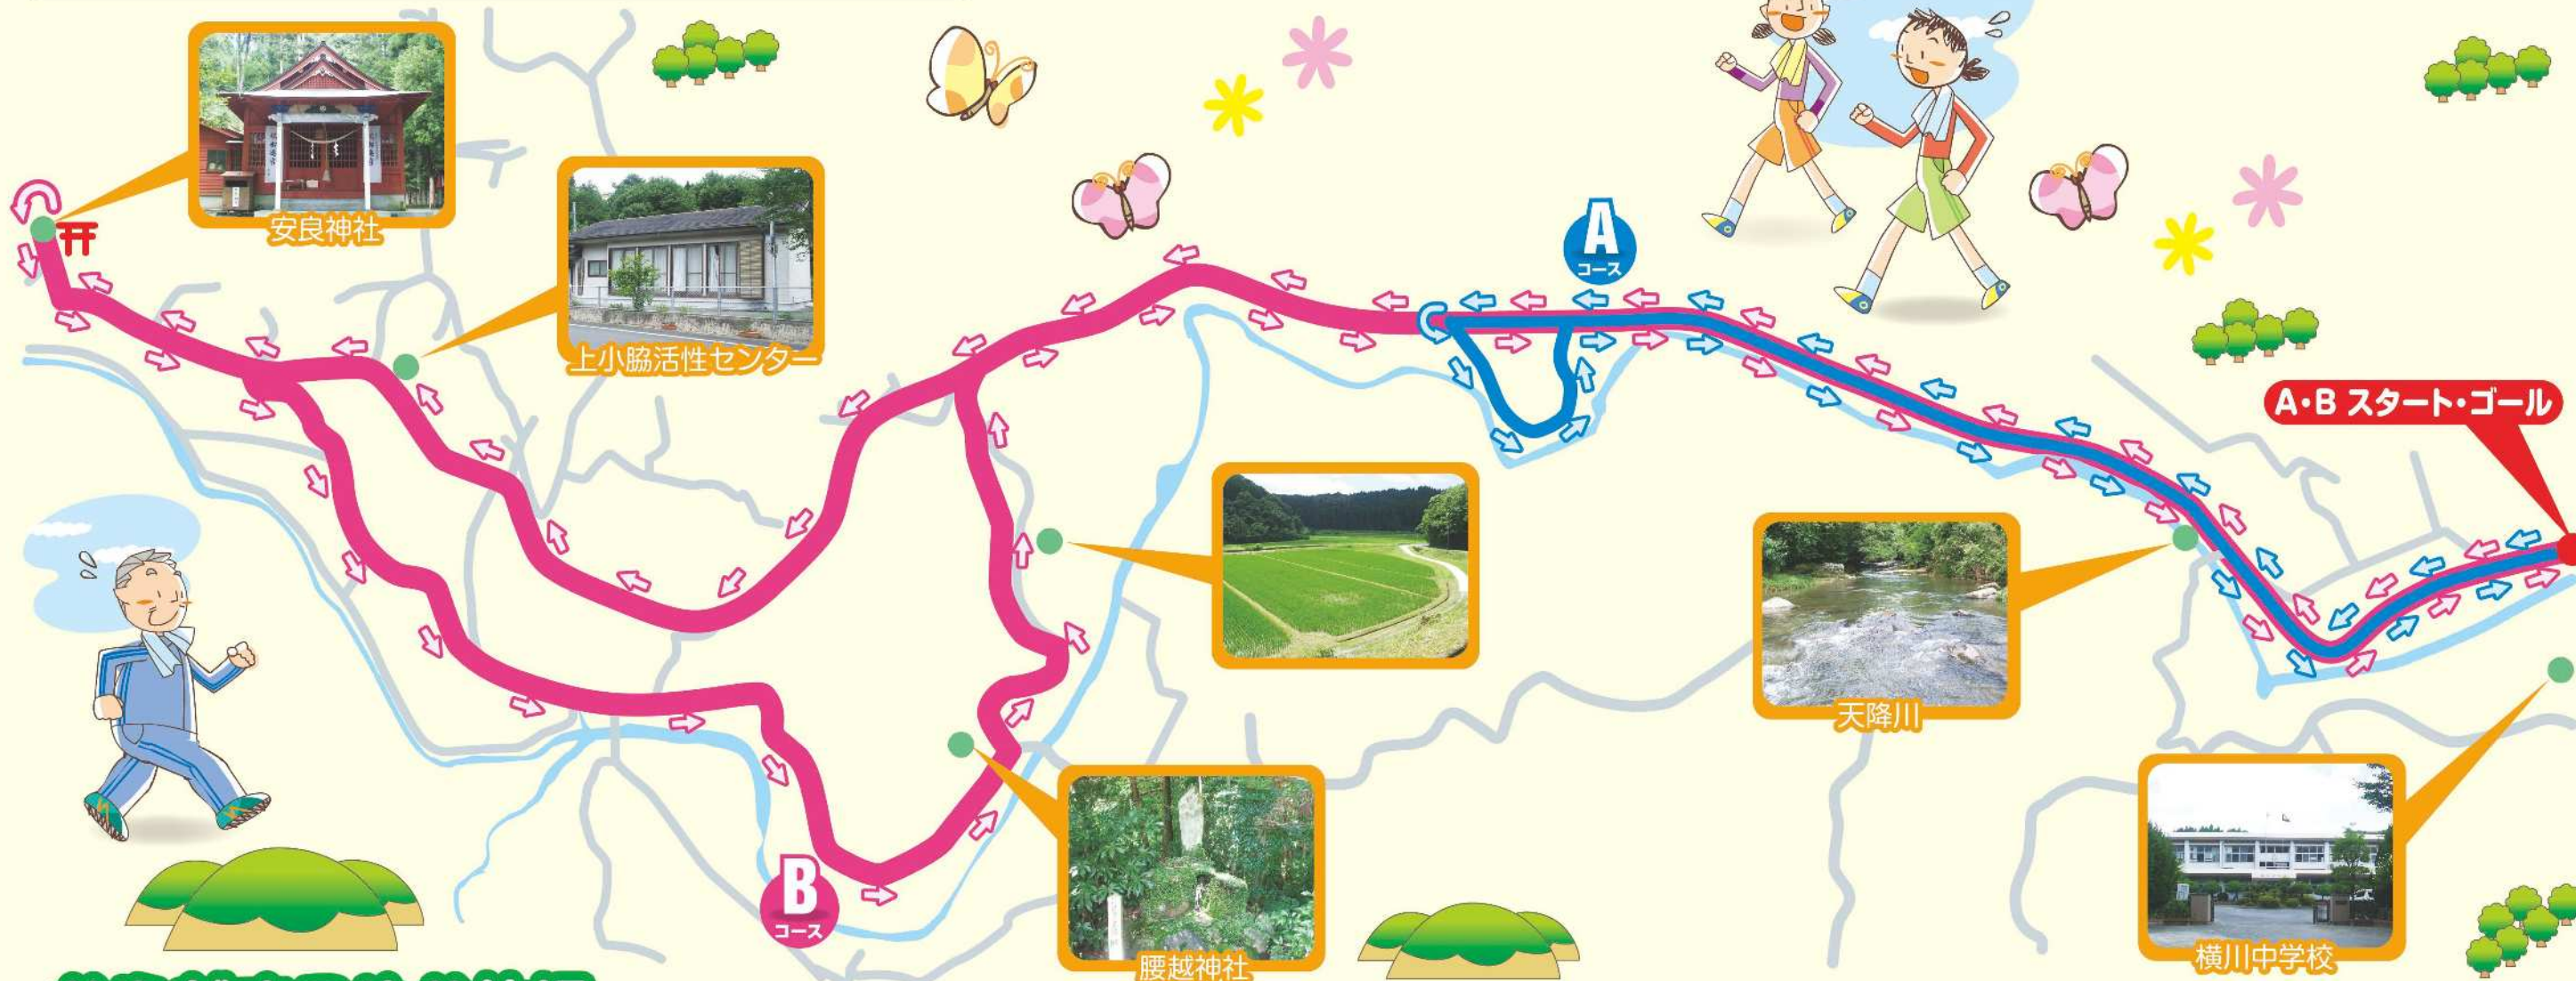 安良神社
上小脇活性センター
A
コース
A・B スタート・ゴール
天降川
B
コース
腰越神社
横川中学校